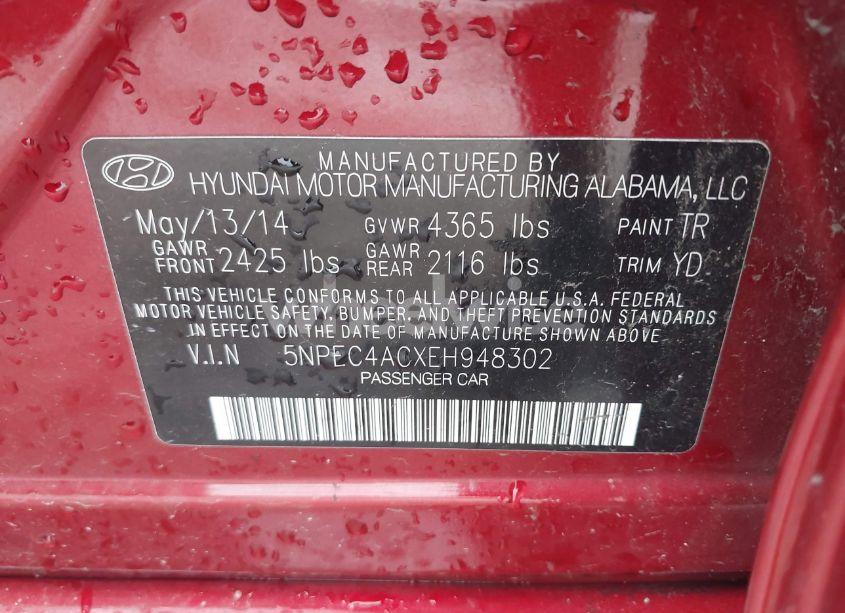 MANUFACTURED BY
HYUNDAI MOTOR MANUFACTURING ALABAMA, LLC
May/13/14 GVWR 4365 lbs PAINT TR
GAWR FRONT 2425 lbs GAWR REAR 2116 lbs TRIM YD
THIS VEHICLE CONFORMS TO ALL APPLICABLE U.S.A. FEDERAL
MOTOR VEHICLE SAFETY, BUMPER, AND THEFT PREVENTION STANDARDS
IN EFFECT ON THE DATE OF MANUFACTURE SHOWN ABOVE
V.I.N 5NPEC4ACXEH948302
PASSENGER CAR